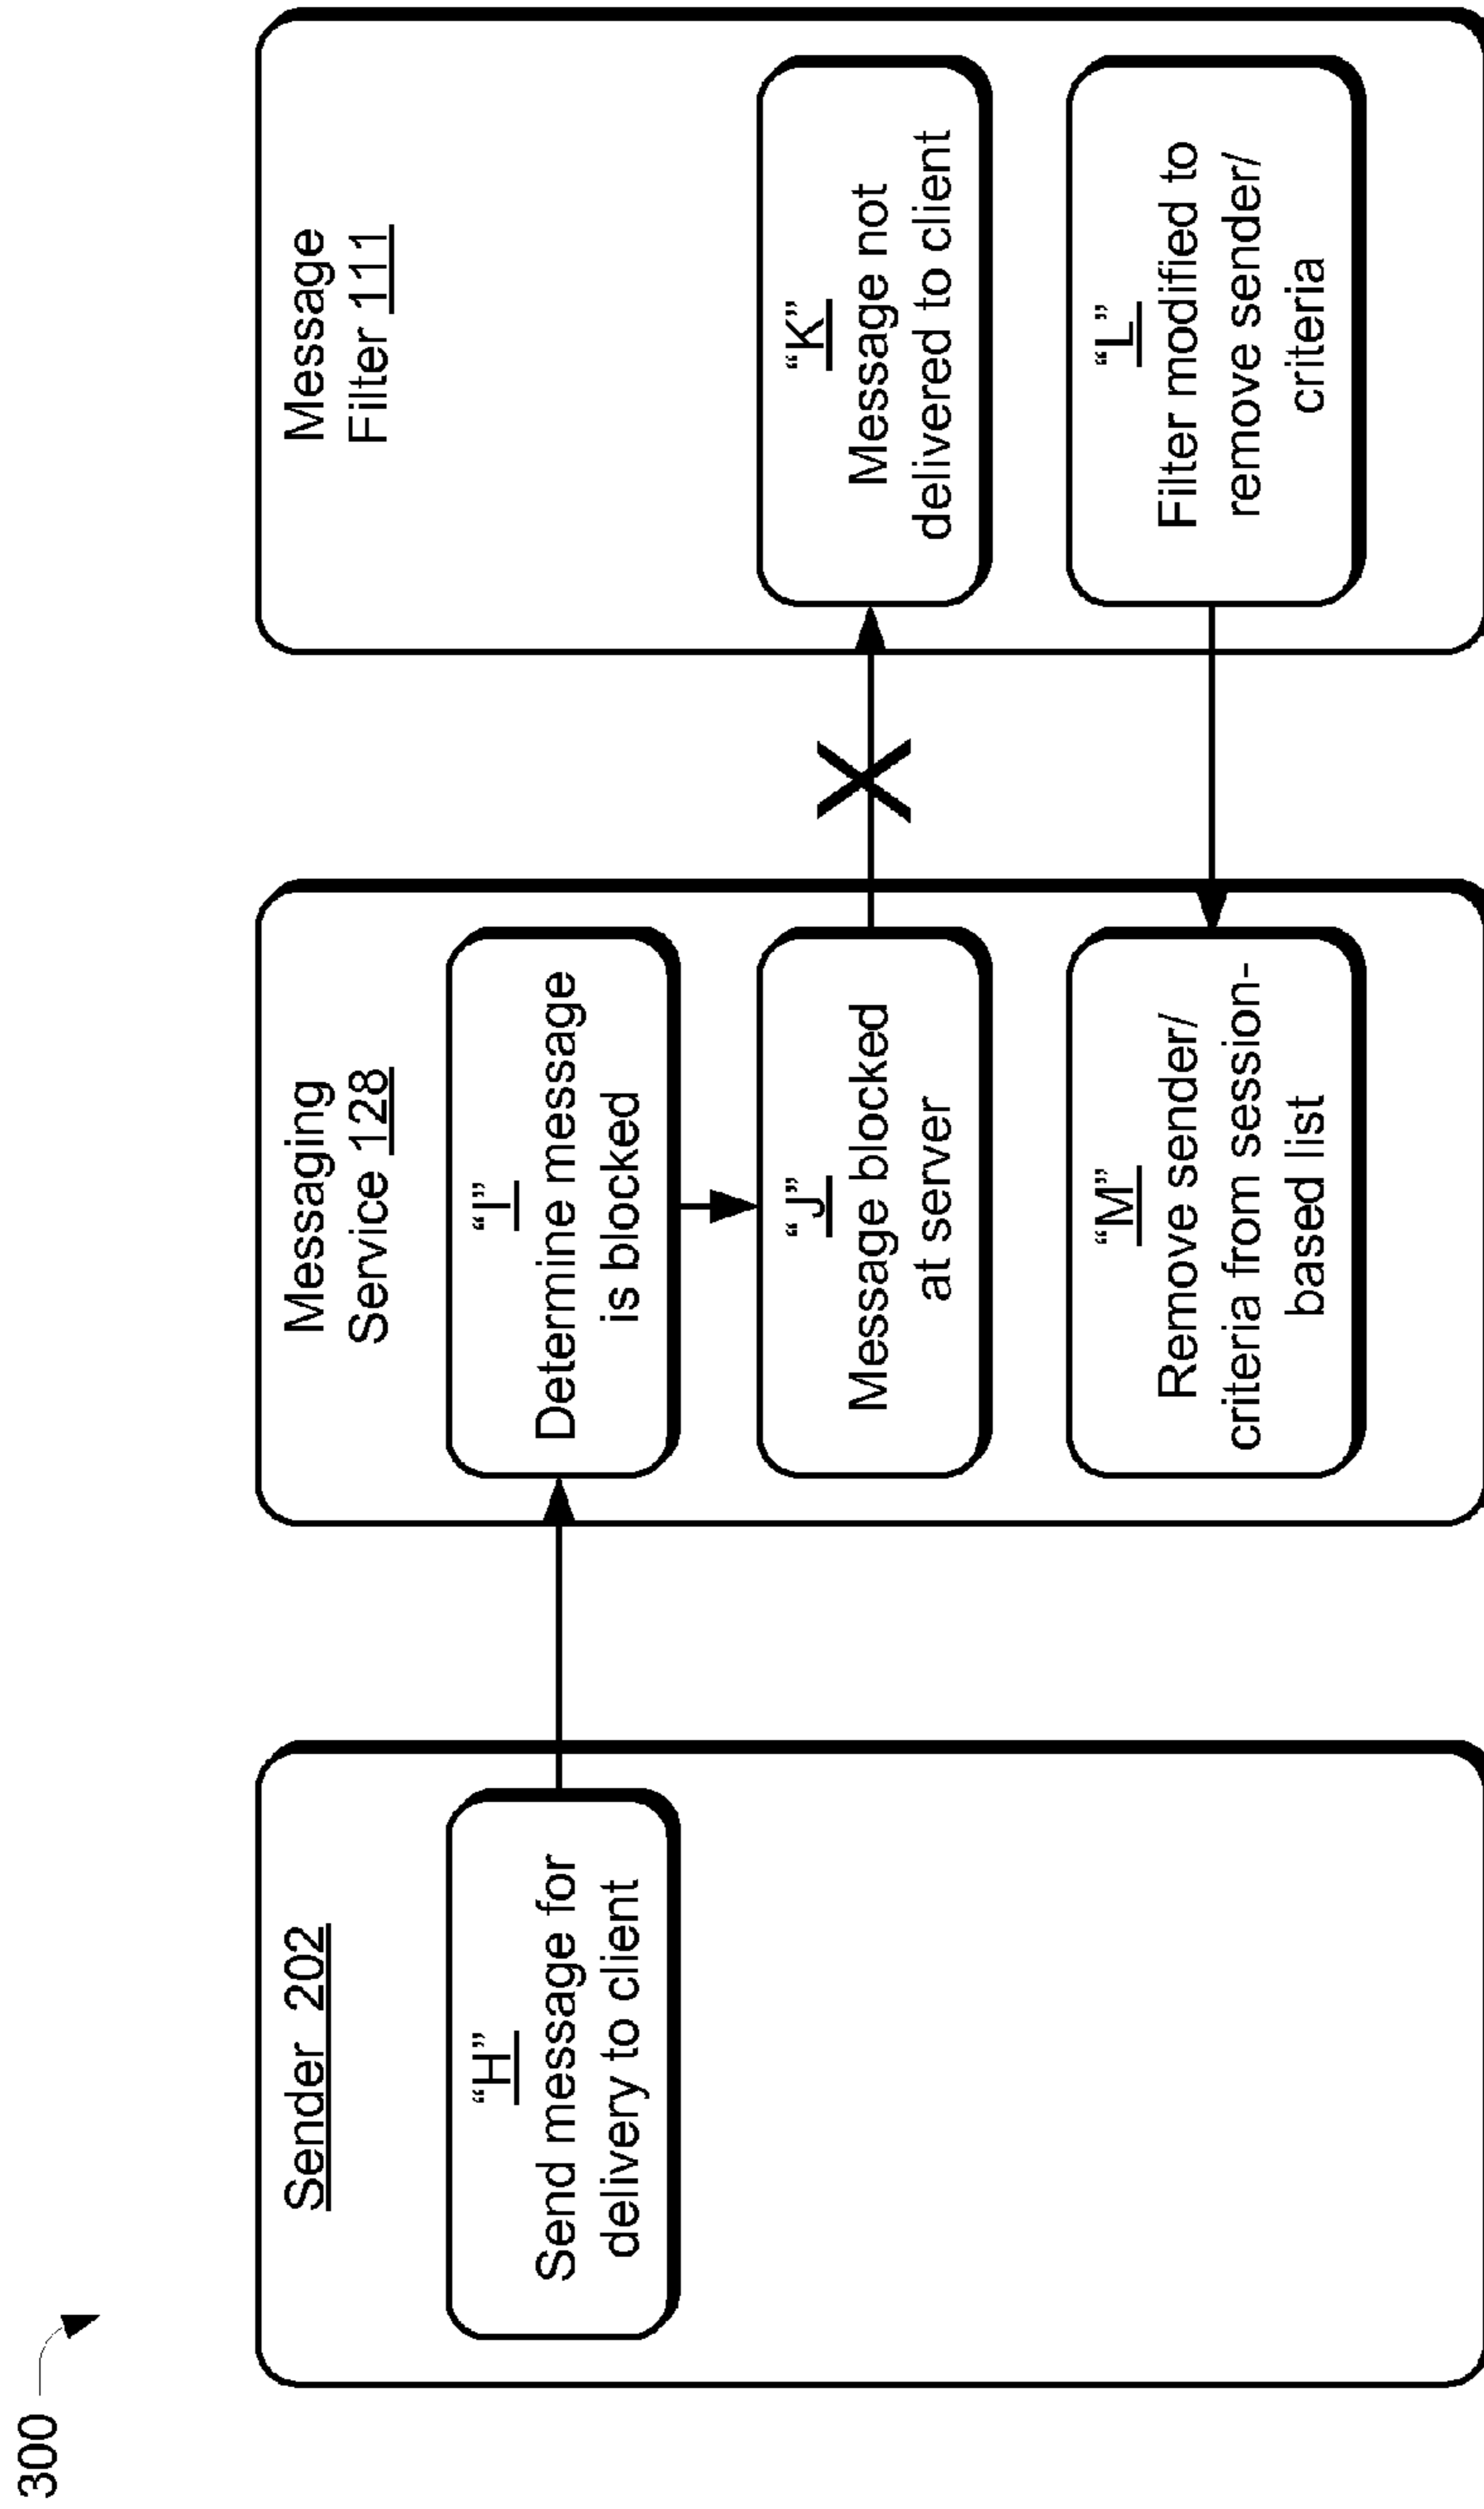 300
Sender 202
"H"
Send message for
delivery to client
Messaging
Service 128
“I”
Determine message
is blocked
“J”
Message blocked
at server
“M”
Remove sender/
criteria from session-
based list
Message
Filter 111
“K”
Message not
delivered to client
“L”
Filter modified to
remove sender/
criteria